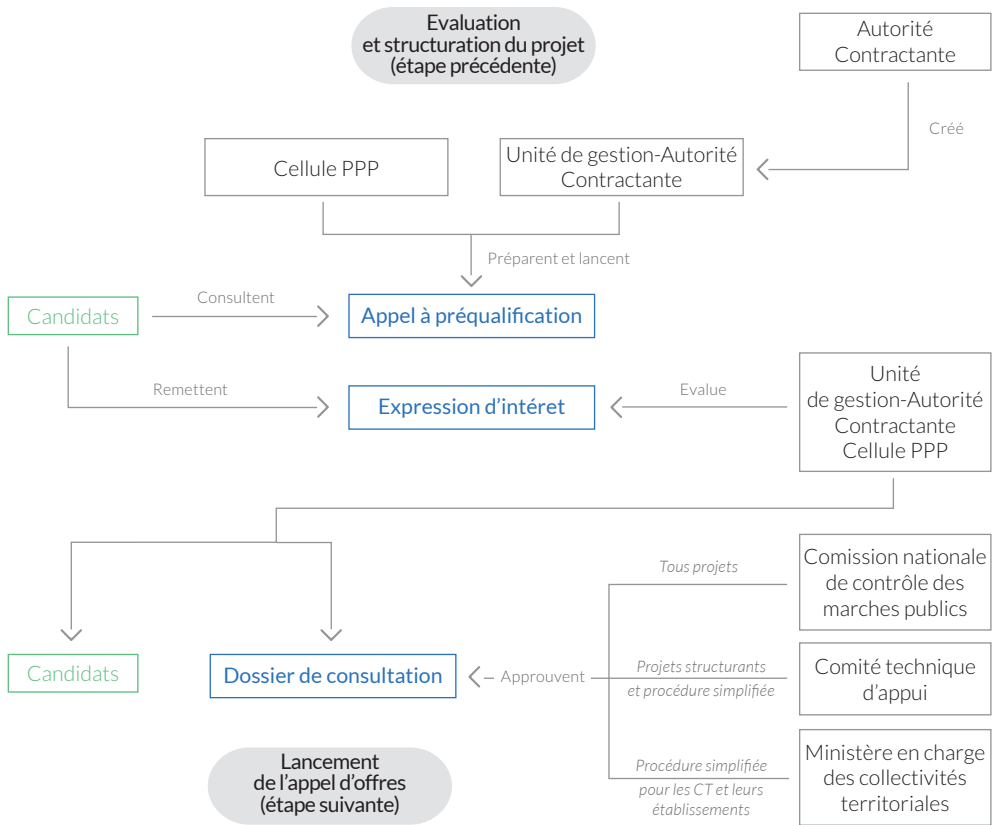 Evaluation
et structuration du projet
(étape précédente)
Autorité
Contractante
Créé
Cellule PPP
Unité de gestion-Autorité
Contractante
Préparent et lancent
Candidats
Consultent
Appel à préqualification
Remettent
Expression d'intéret
Evalue
Unité
de gestion-Autorité
Contractante
Cellule PPP
Tous projets
Comission nationale
de contrôle des
marches publics
Candidats
Dossier de consultation
Approuvent
Projets structurants
et procédure simplifiée
Comité technique
d'appui
Lancement
de l'appel d'offres
(étape suivante)
Procédure simplifiée
pour les CT et leurs
établissements
Ministère en charge
des collectivités
territoriales